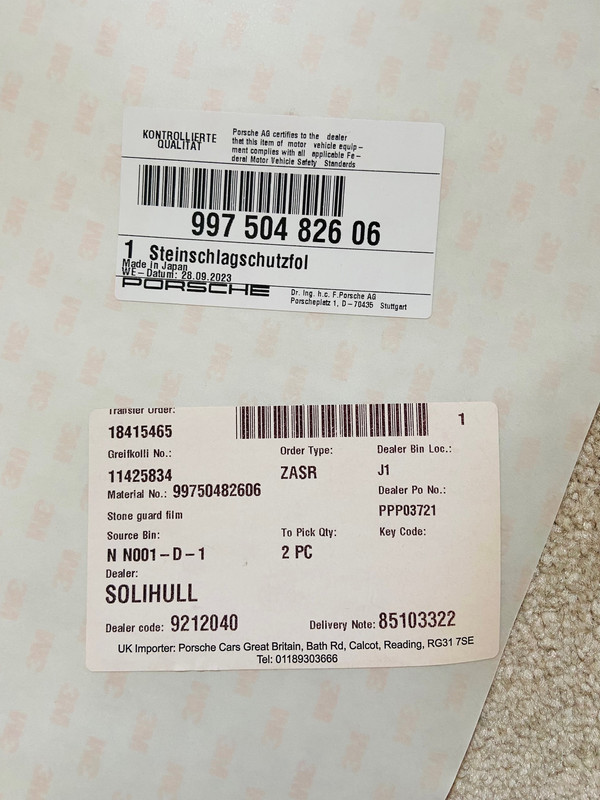 KONTROLLIERTE
QUALITÄT
Porsche AG certifies to the dealer
that this item of motor vehicle equip-
ment complies with all applicable Fe-
deral Motor Vehicle Safety Standards
997 504 826 06
1 Steinschlagschutzfol
Made in Japan
WE-Datum: 28.09.2023
PORSCHE
Dr. Ing. h.c. F.Porsche AG
Porscheplatz 1, D-70435 Stuttgart
Transfer Order:
18415465
1
Greifkolli No.:
Order Type:
Dealer Bin Loc.:
11425834
ZASR
J1
Material No.: 99750482606
Dealer Po No.:
Stone guard film
PPP03721
Source Bin:
To Pick Qty:
Key Code:
N N001-D-1
2 PC
Dealer:
SOLIHULL
Dealer code: 9212040
Delivery Note: 85103322
UK Importer: Porsche Cars Great Britain, Bath Rd, Calcot, Reading, RG31 7SE
Tel: 01189303666